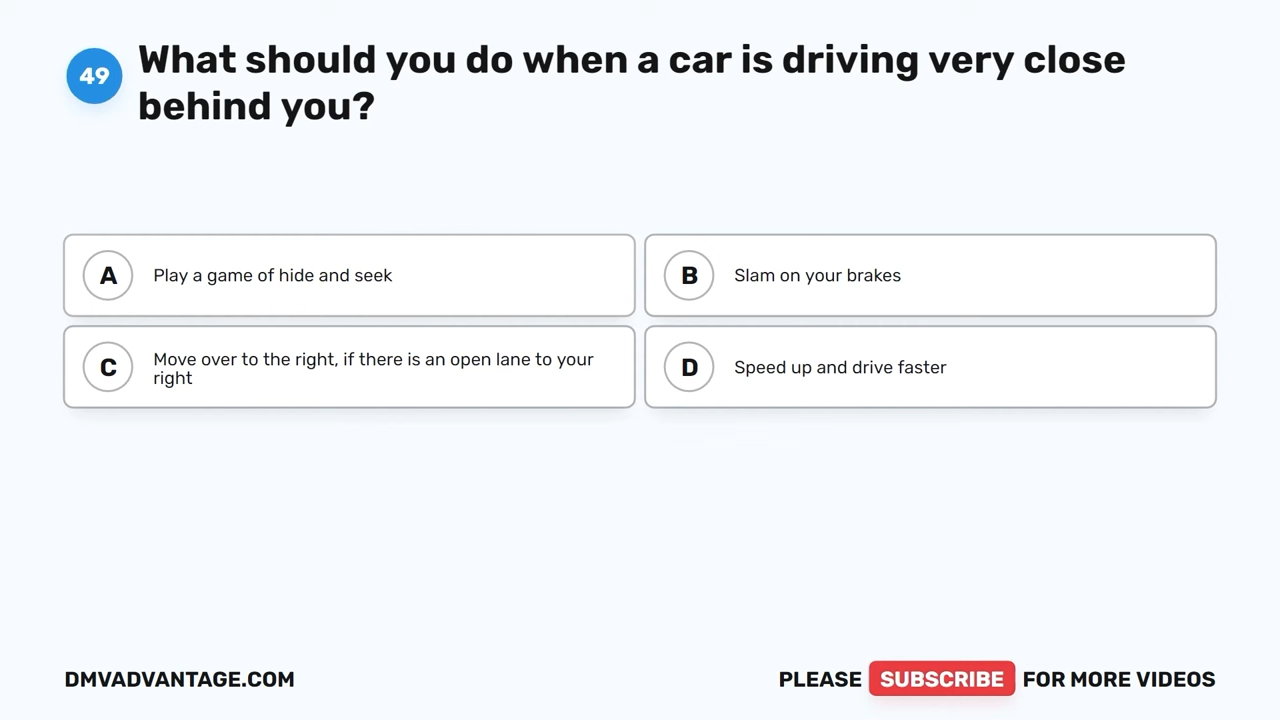 49
What should you do when a car is driving very close
behind you?
A
Play a game of hide and seek
B
Slam on your brakes
C
Move over to the right, if there is an open lane to your
right
D
Speed up and drive faster
DMVADVANTAGE.COM
PLEASE SUBSCRIBE FOR MORE VIDEOS